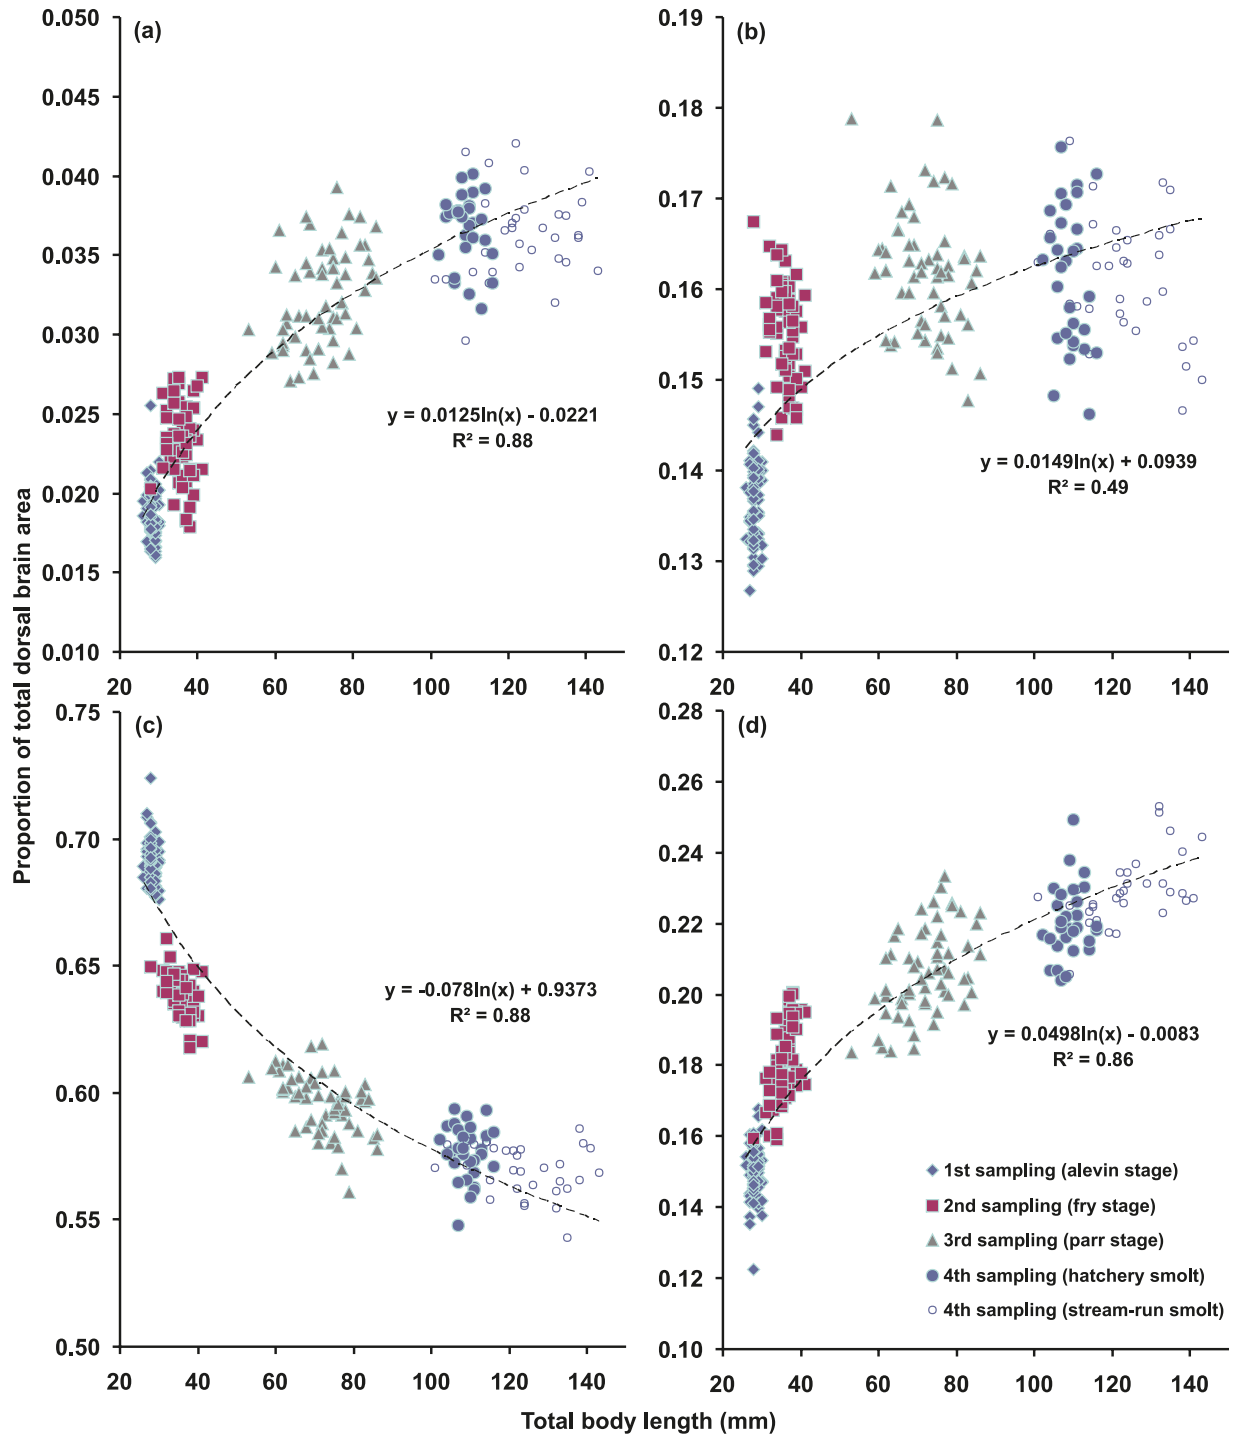 Proportion of total dorsal brain area
(a)
0.050
0.045
0.040
0.035
0.030
0.025
0.020
0.015
0.010
y = 0.0125ln(x) - 0.0221
R² = 0.88
20 40 60 80 100 120 140
(b)
0.19
0.18
0.17
0.16
0.15
0.14
0.13
0.12
y = 0.0149ln(x) + 0.0939
R² = 0.49
20 40 60 80 100 120 140
(c)
0.75
0.70
0.65
0.60
0.55
0.50
y = -0.078ln(x) + 0.9373
R² = 0.88
20 40 60 80 100 120 140
(d)
0.28
0.26
0.24
0.22
0.20
0.18
0.16
0.14
0.12
0.10
y = 0.0498ln(x) - 0.0083
R² = 0.86
1st sampling (alevin stage)
2nd sampling (fry stage)
3rd sampling (parr stage)
4th sampling (hatchery smolt)
4th sampling (stream-run smolt)
20 40 60 80 100 120 140
Total body length (mm)